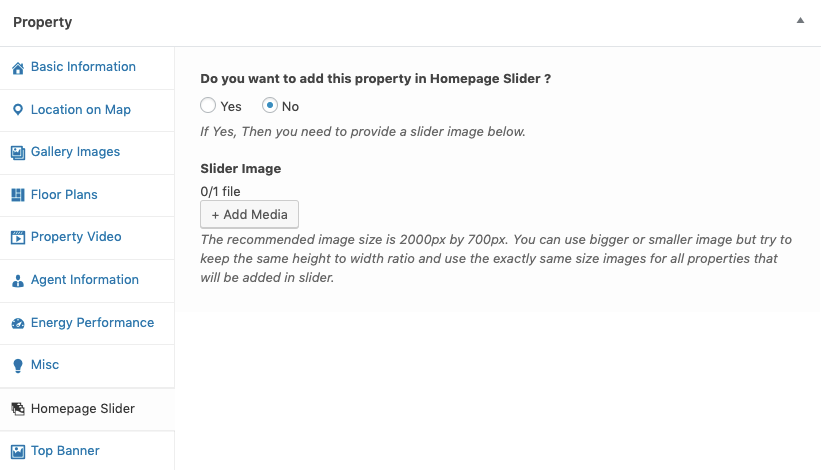 Property
Basic Information
Location on Map
Gallery Images
Floor Plans
Property Video
Agent Information
Energy Performance
Misc
Homepage Slider
Top Banner
Do you want to add this property in Homepage Slider ?
Yes No
If Yes, Then you need to provide a slider image below.
Slider Image
0/1 file
+ Add Media
The recommended image size is 2000px by 700px. You can use bigger or smaller image but try to
keep the same height to width ratio and use the exactly same size images for all properties that
will be added in slider.